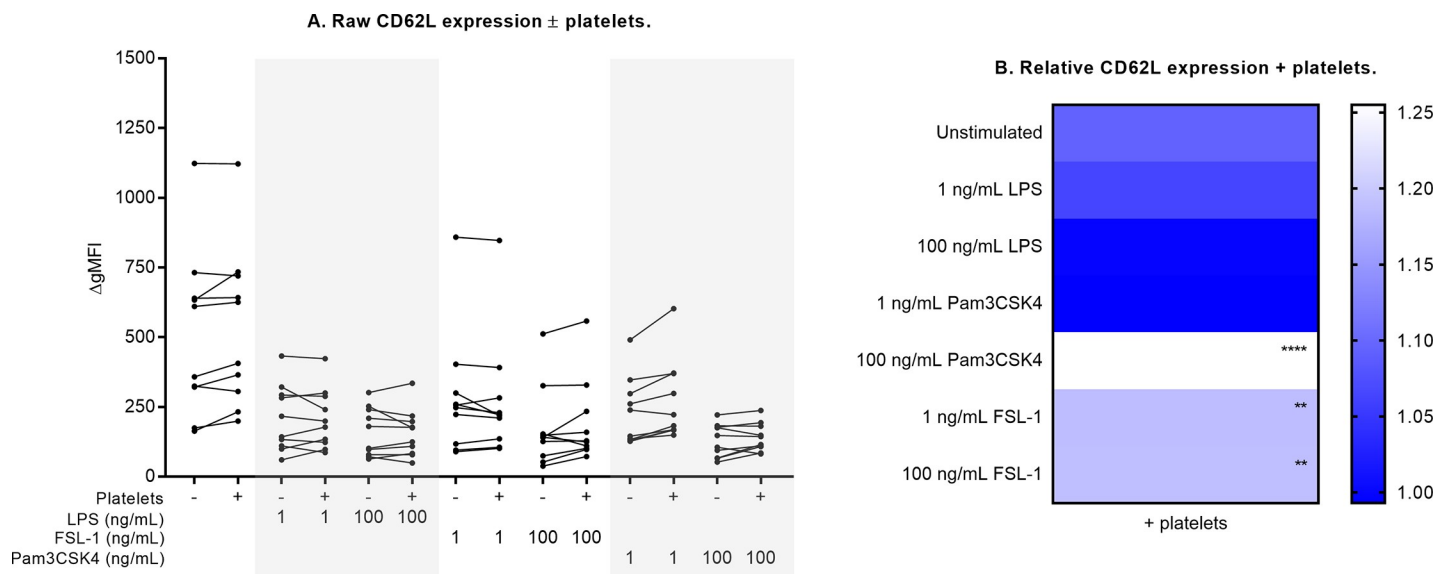 A. Raw CD62L expression ± platelets.
1500
1250
1000
750
500
250
0
ΔgMFI
Platelets - + - + - + - + - + - + - +
LPS (ng/mL) 1 1 100 100
FSL-1 (ng/mL) 1 1 100 100
Pam3CSK4 (ng/mL) 1 1 100 100
B. Relative CD62L expression + platelets.
Unstimulated
1 ng/mL LPS
100 ng/mL LPS
1 ng/mL Pam3CSK4
100 ng/mL Pam3CSK4 ****
1 ng/mL FSL-1 **
100 ng/mL FSL-1 **
+ platelets
1.25
1.20
1.15
1.10
1.05
1.00